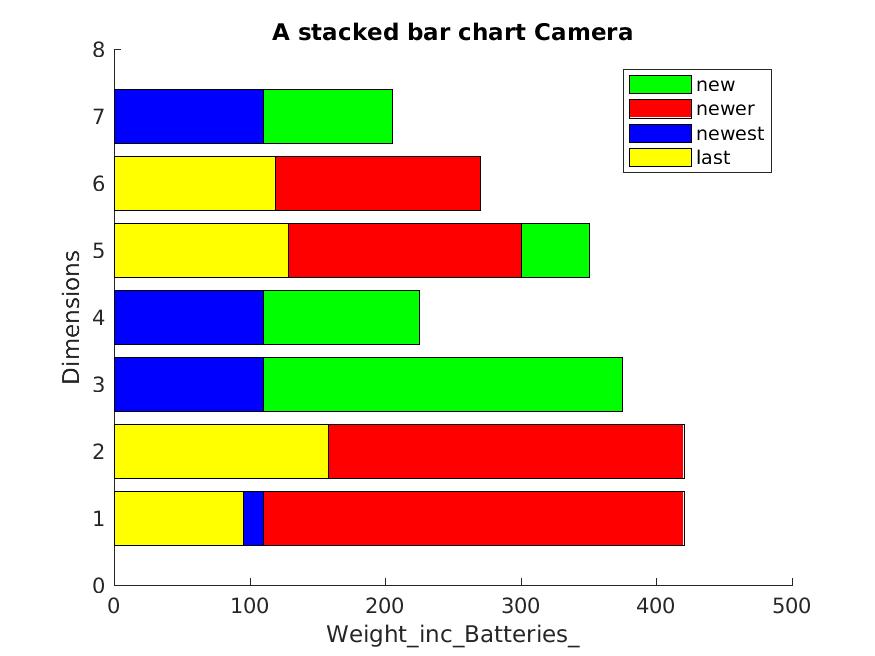 A stacked bar chart Camera
8
7
6
5
4
3
2
1
0
Dimensions
0 100 200 300 400 500
Weight_inc_Batteries_
new
newer
newest
last